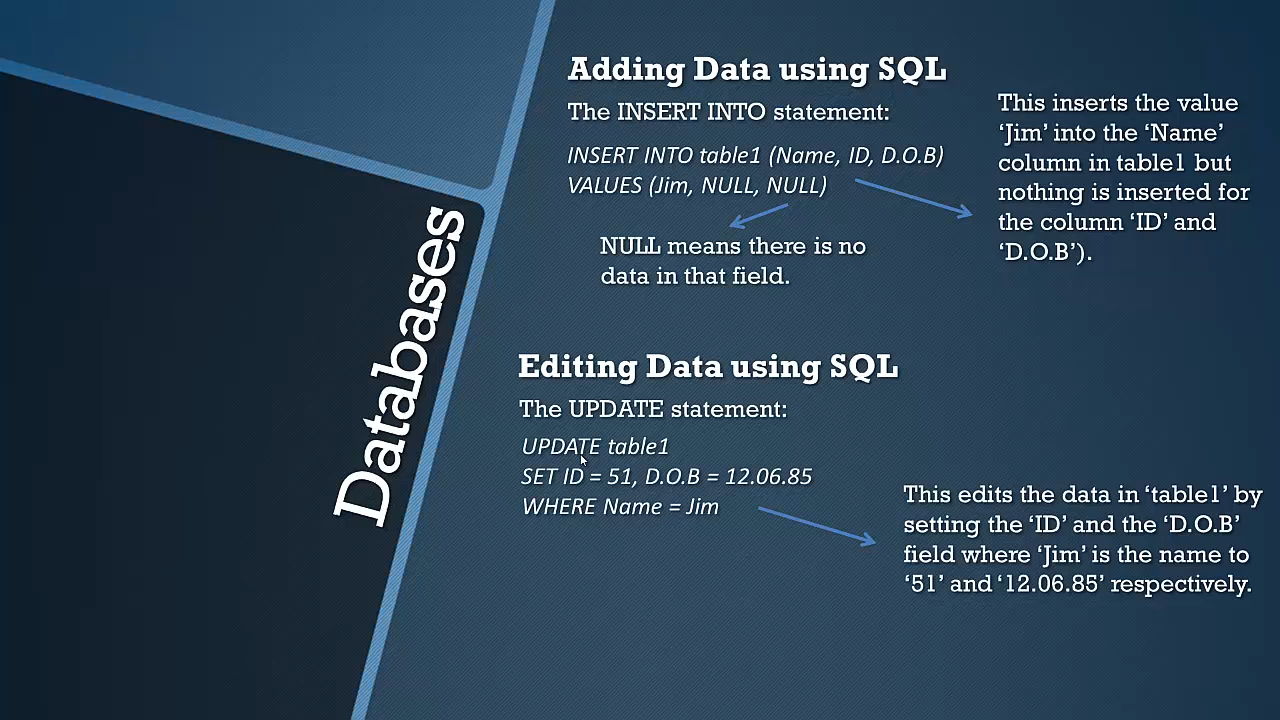 Databases
Adding Data using SQL
The INSERT INTO statement:
INSERT INTO table1 (Name, ID, D.O.B)
VALUES (Jim, NULL, NULL)
NULL means there is no
data in that field.
This inserts the value
‘Jim’ into the ‘Name’
column in table1 but
nothing is inserted for
the column ‘ID’ and
‘D.O.B’).
Editing Data using SQL
The UPDATE statement:
UPDATE table1
SET ID = 51, D.O.B = 12.06.85
WHERE Name = Jim
This edits the data in ‘table1’ by
setting the ‘ID’ and the ‘D.O.B’
field where ‘Jim’ is the name to
‘51’ and ‘12.06.85’ respectively.